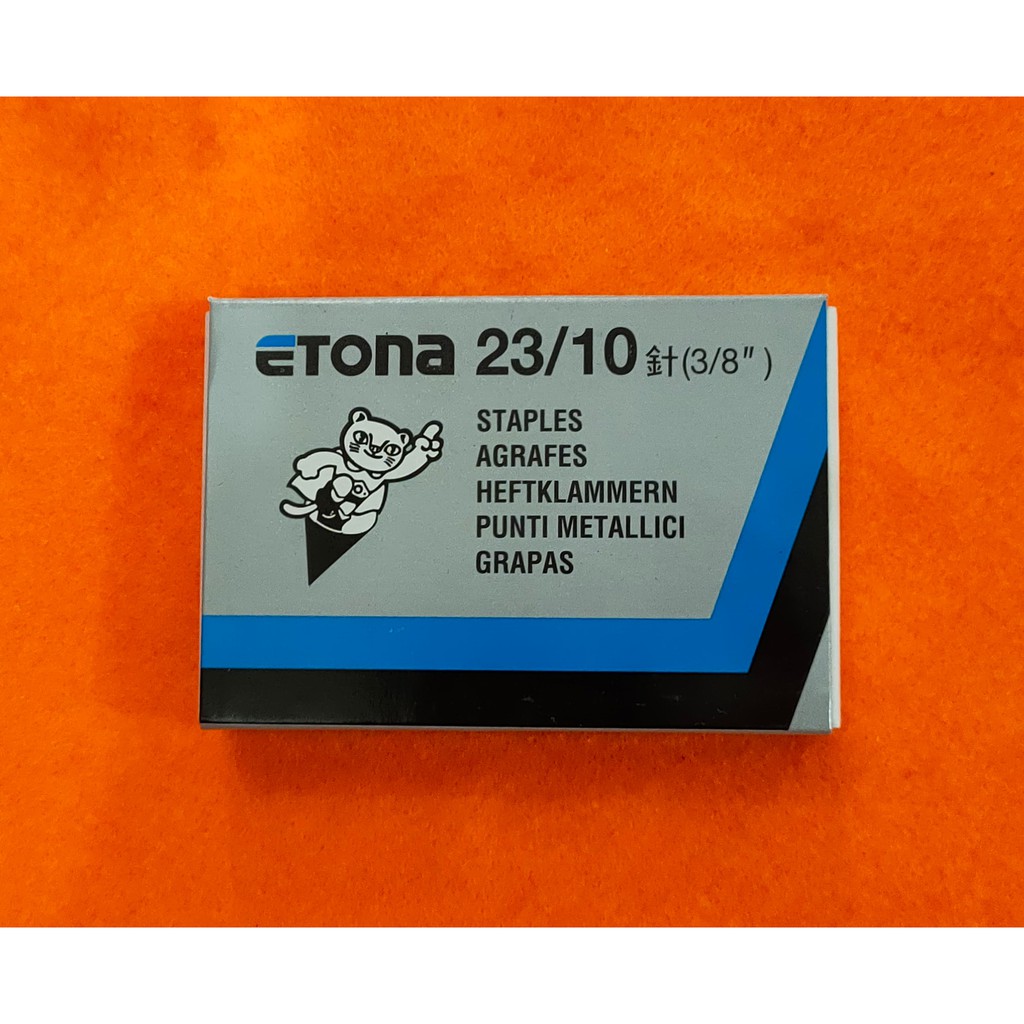 ETONA 23/10 針(3/8")
STAPLES
AGRAFES
HEFTKLAMMERN
PUNTI METALLICI
GRAPAS